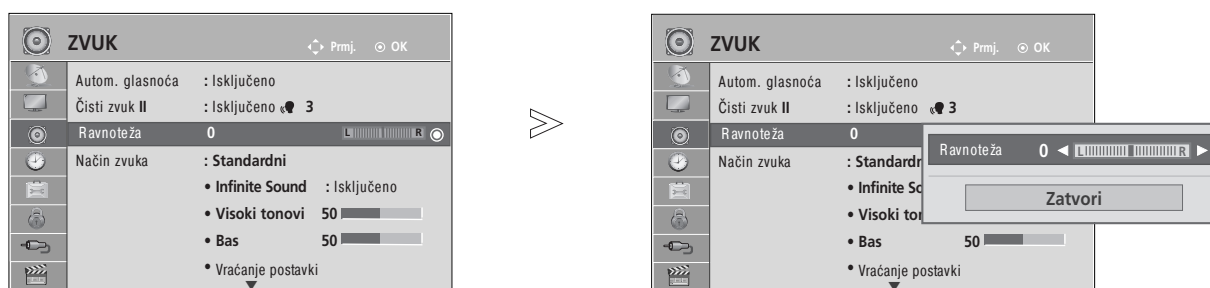 ZVUK
Prmj. OK
Autom. glasnoća : Isključeno
Čisti zvuk II : Isključeno 3
Ravnoteža 0 L R
Način zvuka : Standardni
• Infinite Sound : Isključeno
• Visoki tonovi 50
• Bas 50
• Vraćanje postavki
ZVUK
Prmj. OK
Autom. glasnoća : Isključeno
Čisti zvuk II : Isključeno 3
Ravnoteža 0
Način zvuka : Standardn
• Infinite So
• Visoki ton
• Bas 50
• Vraćanje postavki
Ravnoteža 0 ◄ L R ►
Zatvori